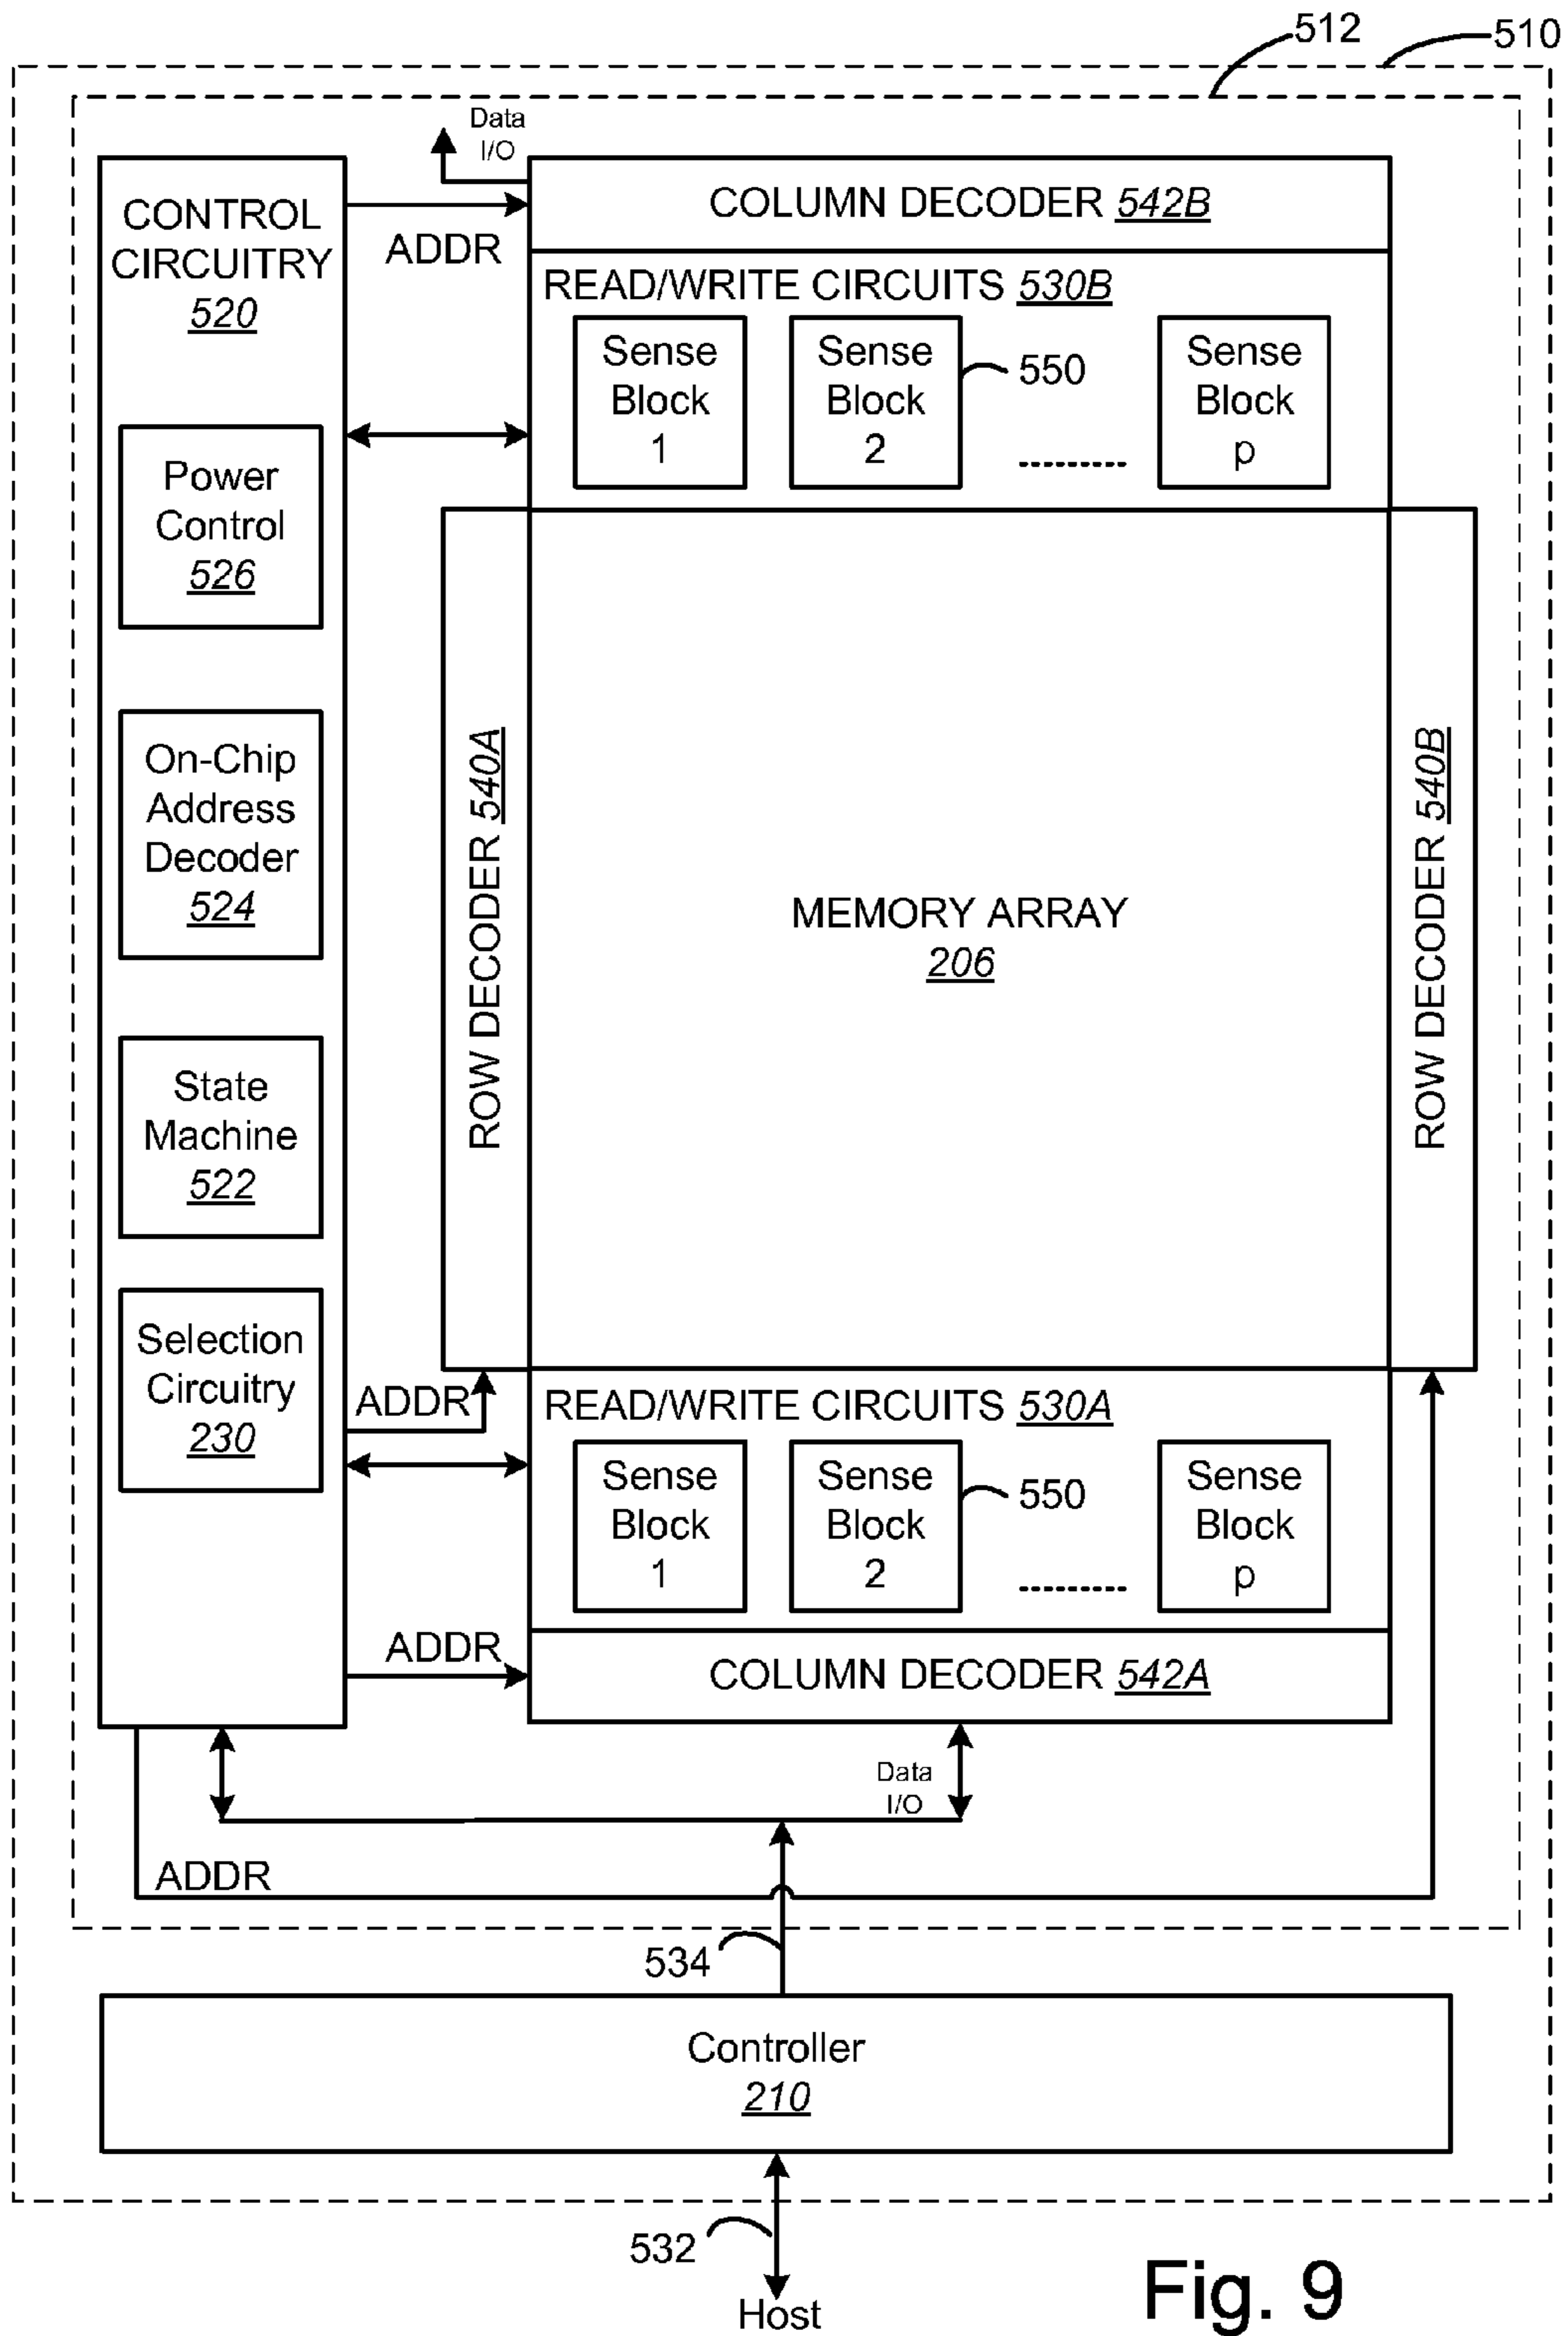 512
510
Data
I/O
CONTROL
CIRCUITRY
520
ADDR
COLUMN DECODER 542B
READ/WRITE CIRCUITS 530B
Sense
Block
1
Sense
Block
2
550
.........
Sense
Block
p
Power
Control
526
On-Chip
Address
Decoder
524
State
Machine
522
Selection
Circuitry
230
ROW DECODER 540A
MEMORY ARRAY
206
ROW DECODER 540B
ADDR
READ/WRITE CIRCUITS 530A
Sense
Block
1
Sense
Block
2
550
.........
Sense
Block
p
ADDR
COLUMN DECODER 542A
Data
I/O
ADDR
534
Controller
210
532
Host
Fig. 9